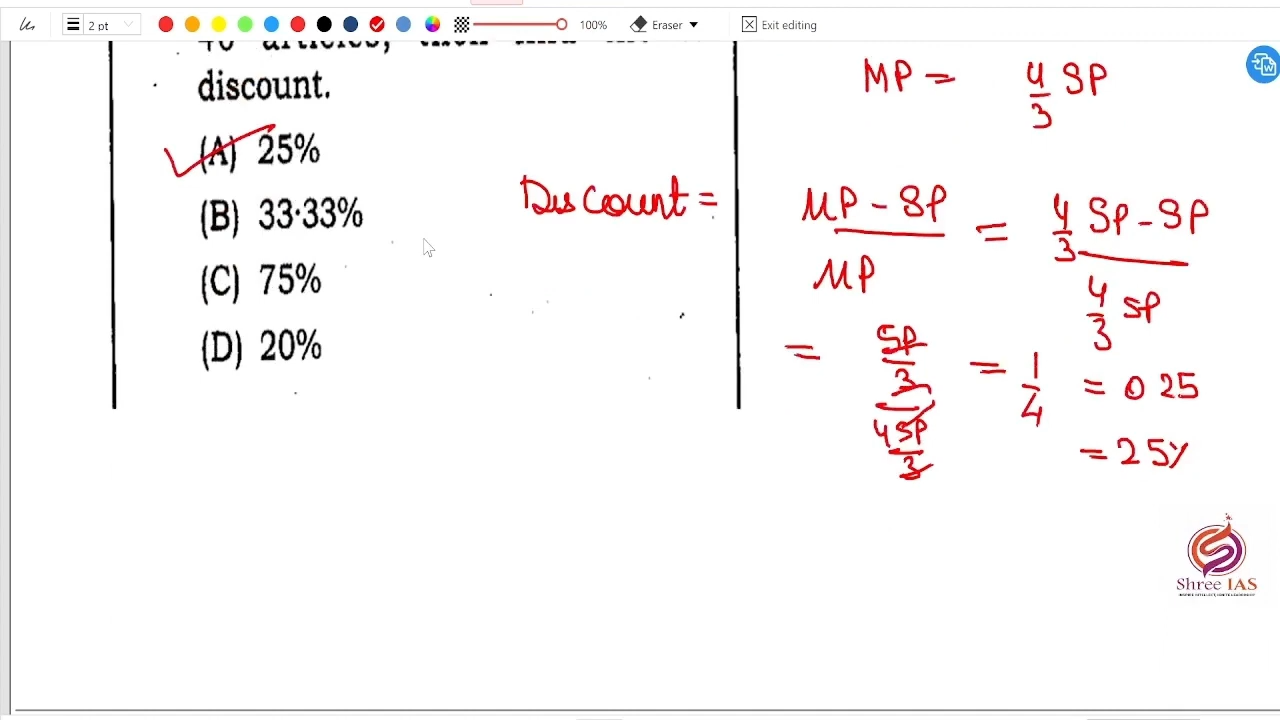 2 pt
100%
Eraser
Exit editing
discount.
(A) 25%
(B) 33·33%
(C) 75%
(D) 20%
MP = 4/3 SP
Discount = MP - SP / MP = 4/3 SP - SP / 4/3 SP
= SP/3 / 4SP/3 = 1/4 = 0 25
= 25%
Shree IAS